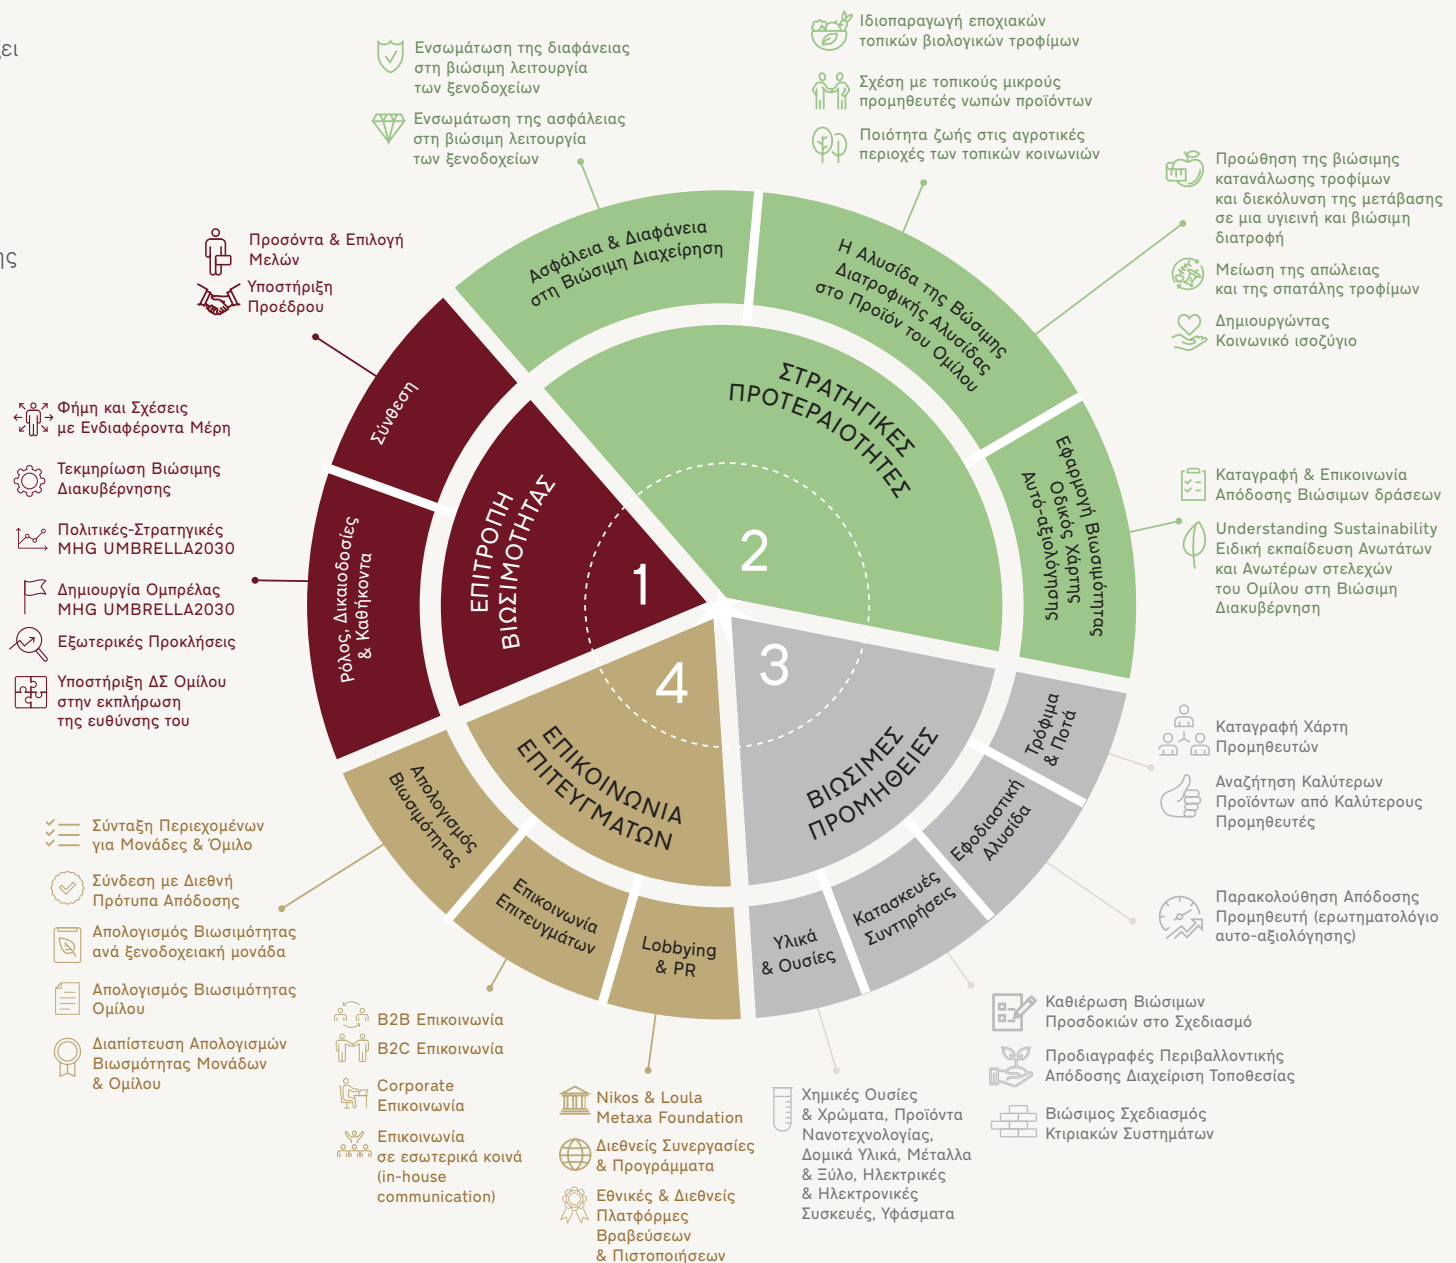 ξει
ης
Ενσωμάτωση της διαφάνειας
στη βιώσιμη λειτουργία
των ξενοδοχείων
Ενσωμάτωση της ασφάλειας
στη βιώσιμη λειτουργία
των ξενοδοχείων
Ιδιοπαραγωγή εποχιακών
τοπικών βιολογικών τροφίμων
Σχέση με τοπικούς μικρούς
προμηθευτές νωπών προϊόντων
Ποιότητα ζωής στις αγροτικές
περιοχές των τοπικών κοινωνιών
Προώθηση της βιώσιμης
κατανάλωσης τροφίμων
και διεκόλυνση της μετάβασης
σε μια υγιεινή και βιώσιμη
διατροφή
Μείωση της απώλειας
και της σπατάλης τροφίμων
Δημιουργώντας
Κοινωνικό ισοζύγιο
Καταγραφή & Επικοινωνία
Απόδοσης Βιώσιμων δράσεων
Understanding Sustainability
Ειδική εκπαίδευση Ανωτάτων
και Ανωτέρων στελεχών
του Ομίλου στη Βιώσιμη
Διακυβέρνηση
Προσόντα & Επιλογή
Μελών
Υποστήριξη
Προέδρου
Φήμη και Σχέσεις
με Ενδιαφέροντα Μέρη
Τεκμηρίωση Βιώσιμης
Διακυβέρνησης
Πολιτικές-Στρατηγικές
MHG UMBRELLA2030
Δημιουργία Ομπρέλας
MHG UMBRELLA2030
Εξωτερικές Προκλήσεις
Υποστήριξη ΔΣ Ομίλου
στην εκπλήρωση
της ευθύνσης του
Ασφάλεια & Διαφάνεια
στη Βιώσιμη Διαχείρηση
Η Αλυσίδα της Βώσιμης
Διατροφικής Αλυσίδας
στο Προϊόν του Ομίλου
Εφαρμογή Βιωσιμότητας
Οδικός Χάρτης
Αυτό-αξιολόγησης
Σύνθεση
Ρόλος, Δικαιοδοσίες
& Καθήκοντα
ΕΠΙΤΡΟΠΗ
ΒΙΩΣΙΜΟΤΗΤΑΣ
1
ΣΤΡΑΤΗΓΙΚΕΣ
ΠΡΟΤΕΡΑΙΟΤΗΤΕΣ
2
3
ΒΙΩΣΙΜΕΣ
ΠΡΟΜΗΘΕΙΕΣ
4
ΕΠΙΚΟΙΝΩΝΙΑ
ΕΠΙΤΕΥΓΜΑΤΩΝ
Τρόφιμα
& Ποτά
Εφοδιαστική
Αλυσίδα
Κατασκευές
Συντηρήσεις
Υλικά
& Ουσίες
Lobbying
& PR
Επικοινωνία
Επιτευγμάτων
Απολογισμός
Βιωσιμότητας
Καταγραφή Χάρτη
Προμηθευτών
Αναζήτηση Καλύτερων
Προϊόντων από Καλύτερους
Προμηθευτές
Παρακολούθηση Απόδοσης
Προμηθευτή (ερωτηματολόγιο
αυτο-αξιολόγησης)
Καθιέρωση Βιώσιμων
Προσδοκιών στο Σχεδιασμό
Προδιαγραφές Περιβαλλοντικής
Απόδοσης Διαχείριση Τοποθεσίας
Βιώσιμος Σχεδιασμός
Κτιριακών Συστημάτων
Χημικές Ουσίες
& Χρώματα, Προϊόντα
Νανοτεχνολογίας,
Δομικά Υλικά, Μέταλλα
& Ξύλο, Ηλεκτρικές
& Ηλεκτρονικές
Συσκευές, Υφάσματα
Nikos & Loula
Metaxa Foundation
Διεθνείς Συνεργασίες
& Προγράμματα
Εθνικές & Διεθνείς
Πλατφόρμες
Βραβεύσεων
& Πιστοποιήσεων
B2B Επικοινωνία
B2C Επικοινωνία
Corporate
Επικοινωνία
Επικοινωνία
σε εσωτερικά κοινά
(in-house
communication)
Σύνταξη Περιεχομένων
για Μονάδες & Όμιλο
Σύνδεση με Διεθνή
Πρότυπα Απόδοσης
Απολογισμός Βιωσιμότητας
ανά ξενοδοχειακή μονάδα
Απολογισμός Βιωσιμότητας
Ομίλου
Διαπίστευση Απολογισμών
Βιωσμότητας Μονάδων
& Ομίλου